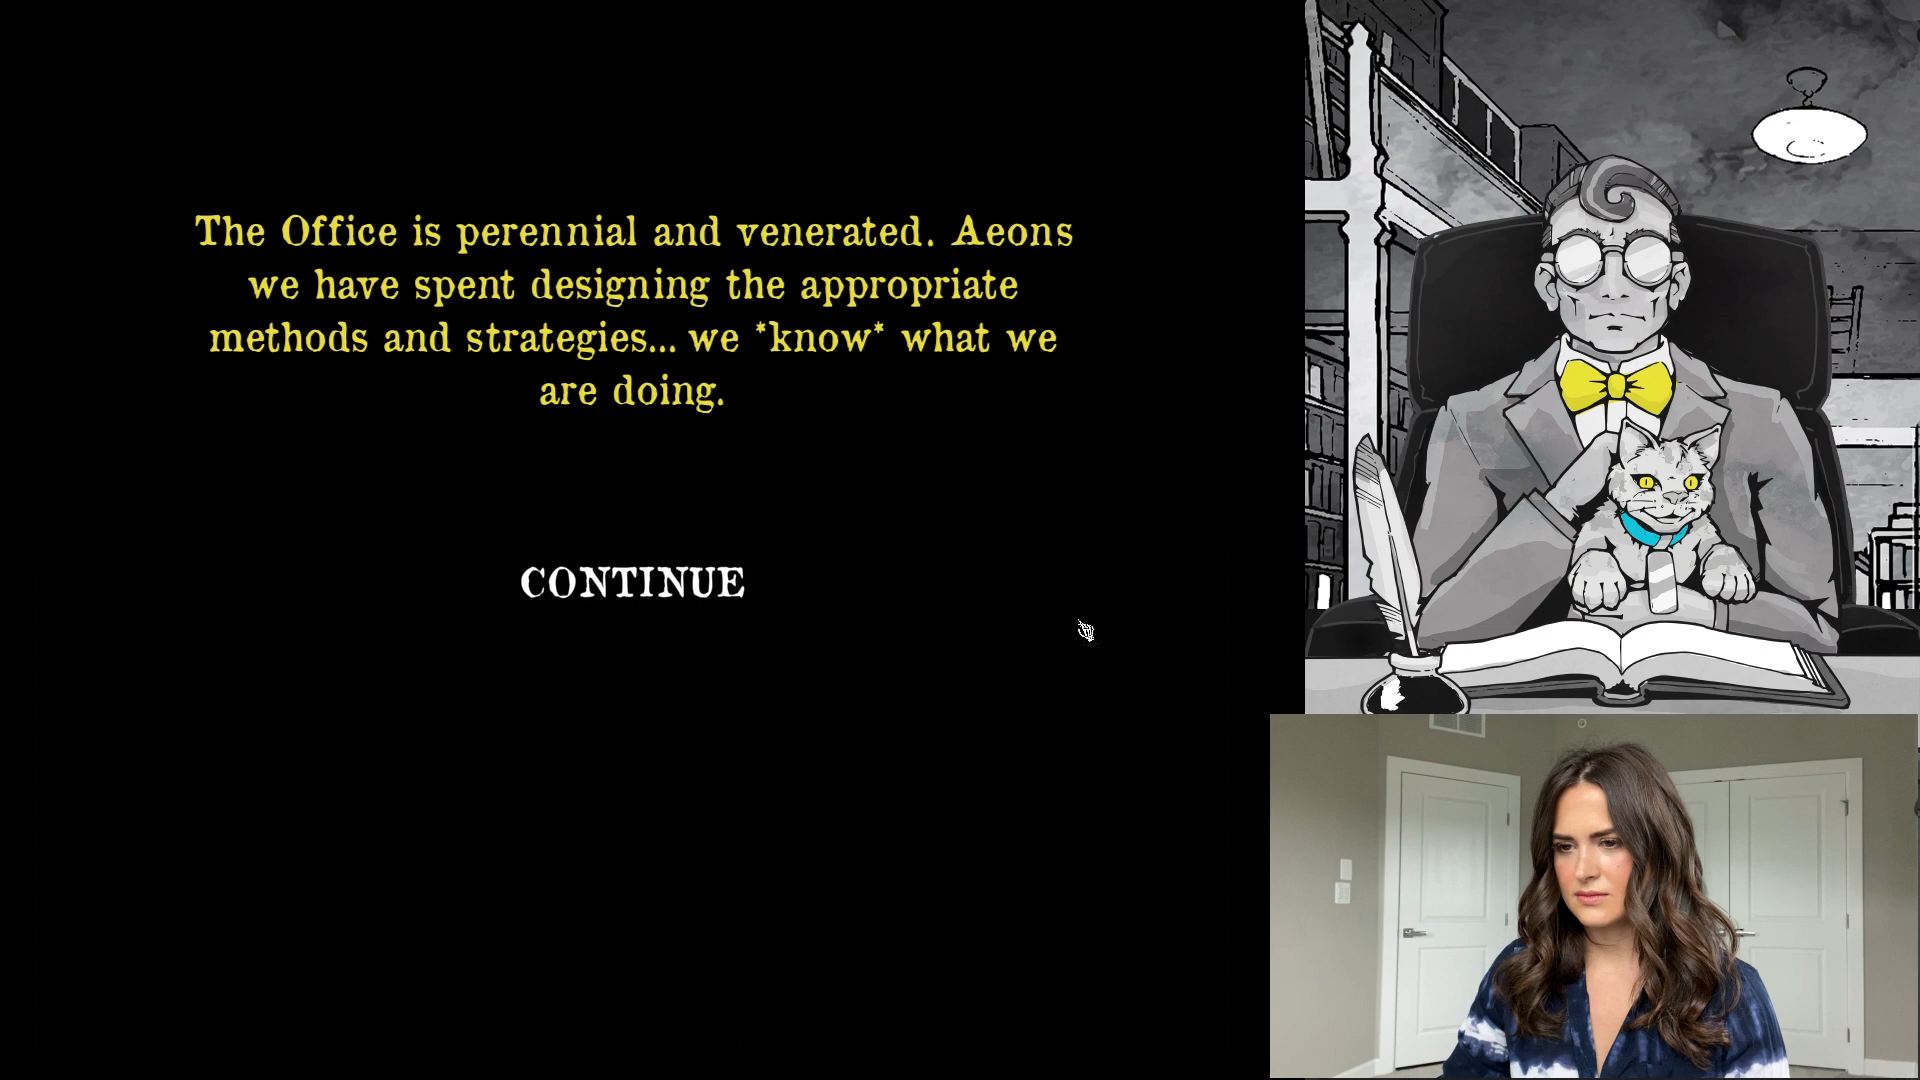 The Office is perennial and venerated. Aeons
we have spent designing the appropriate
methods and strategies... we *know* what we
are doing.
CONTINUE